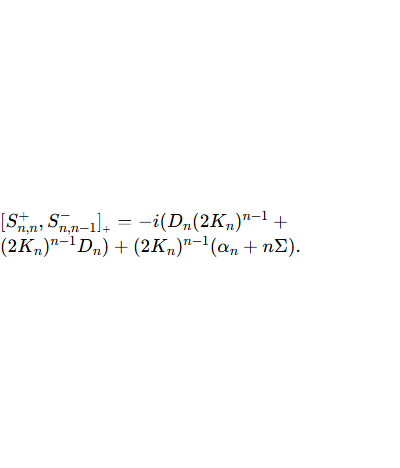 $[S^{+}_{n,n}, S^{-}_{n,n-1}]_{+} = -i(D_n(2K_n)^{n-1} +$
$(2K_n)^{n-1}D_n) + (2K_n)^{n-1}(\alpha_n + n\Sigma).$